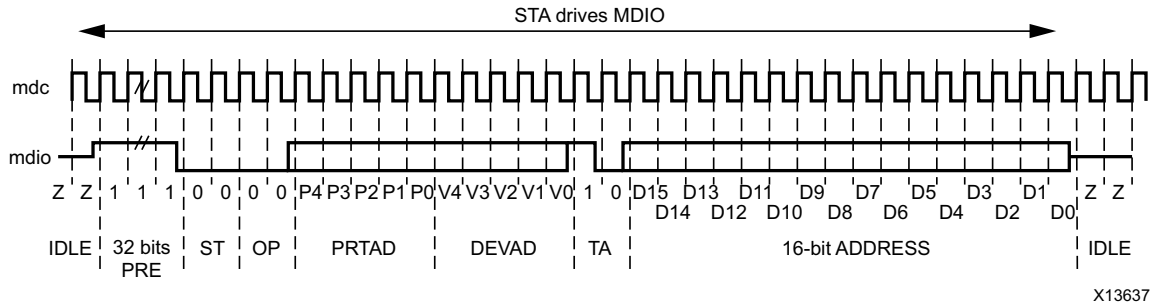 STA drives MDIO
mdc
mdio
Z Z 1 1 1 0 0 0 0 P4 P3 P2 P1 P0 V4 V3 V2 V1 V0 1 0 D15 D13 D11 D9 D7 D5 D3 D1 Z Z
D14 D12 D10 D8 D6 D4 D2 D0
IDLE 32 bits ST OP PRTAD DEVAD TA 16-bit ADDRESS IDLE
PRE
X13637